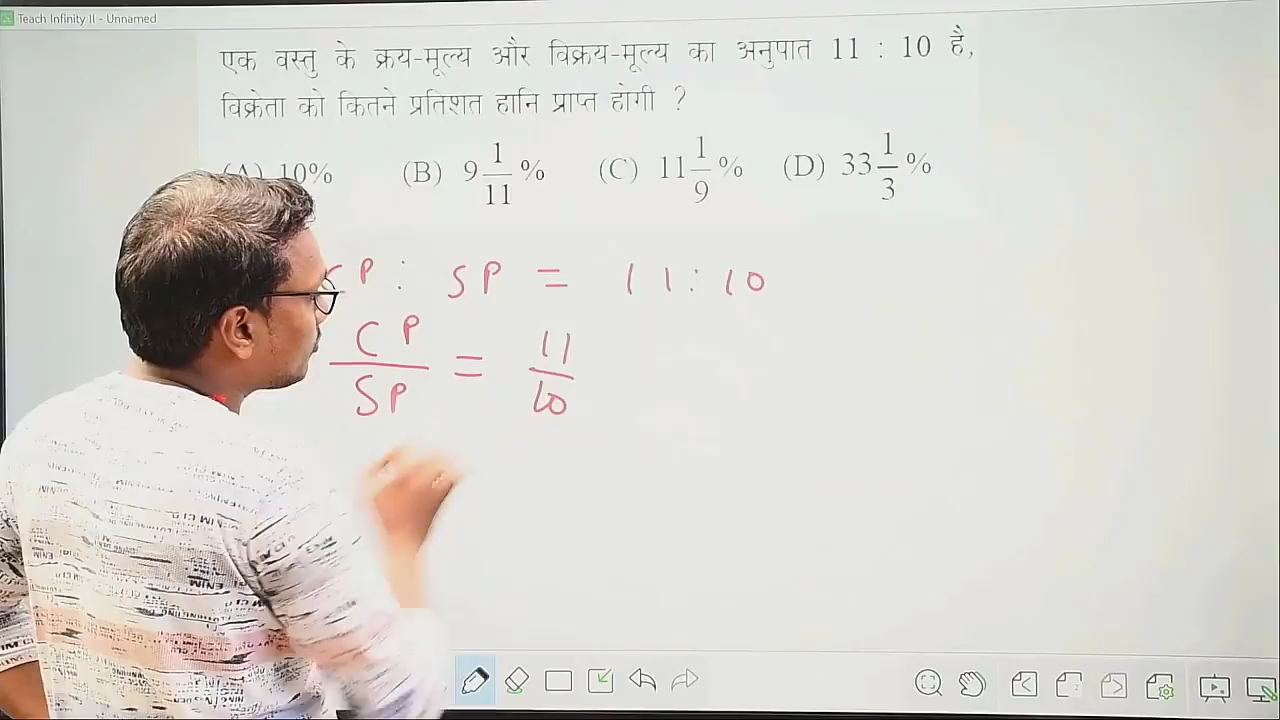 Teach Infinity II - Unnamed
एक वस्तु के क्रय-मूल्य और विक्रय-मूल्य का अनुपात 11 : 10 है,
विक्रेता को कितने प्रतिशत हानि प्राप्त होगी ?
(A) 10% (B) 9 1/11 % (C) 11 1/9 % (D) 33 1/3 %
CP : SP = 11 : 10
CP/SP = 11/10